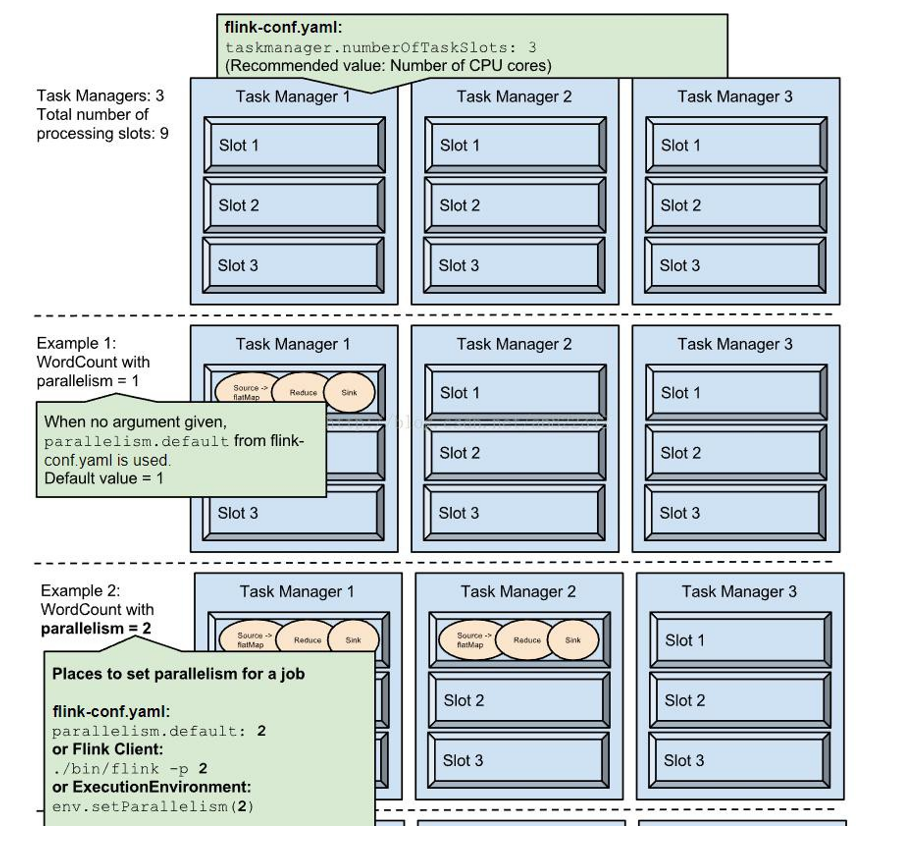 flink-conf.yaml:
taskmanager.numberOfTaskSlots: 3
(Recommended value: Number of CPU cores)
Task Managers: 3
Total number of
processing slots: 9
Task Manager 1
Slot 1
Slot 2
Slot 3
Task Manager 2
Slot 1
Slot 2
Slot 3
Task Manager 3
Slot 1
Slot 2
Slot 3
Example 1:
WordCount with
parallelism = 1
When no argument given,
parallelism.default from flink-
conf.yaml is used.
Default value = 1
Task Manager 1
Source ->
flatMap
Reduce
Sink
Slot 3
Task Manager 2
Slot 1
Slot 2
Slot 3
Task Manager 3
Slot 1
Slot 2
Slot 3
Example 2:
WordCount with
parallelism = 2
Places to set parallelism for a job
flink-conf.yaml:
parallelism.default: 2
or Flink Client:
./bin/flink -p 2
or ExecutionEnvironment:
env.setParallelism(2)
Task Manager 1
Source ->
flatMap
Reduce
Sink
Task Manager 2
Source ->
flatMap
Reduce
Sink
Slot 2
Slot 3
Task Manager 3
Slot 1
Slot 2
Slot 3